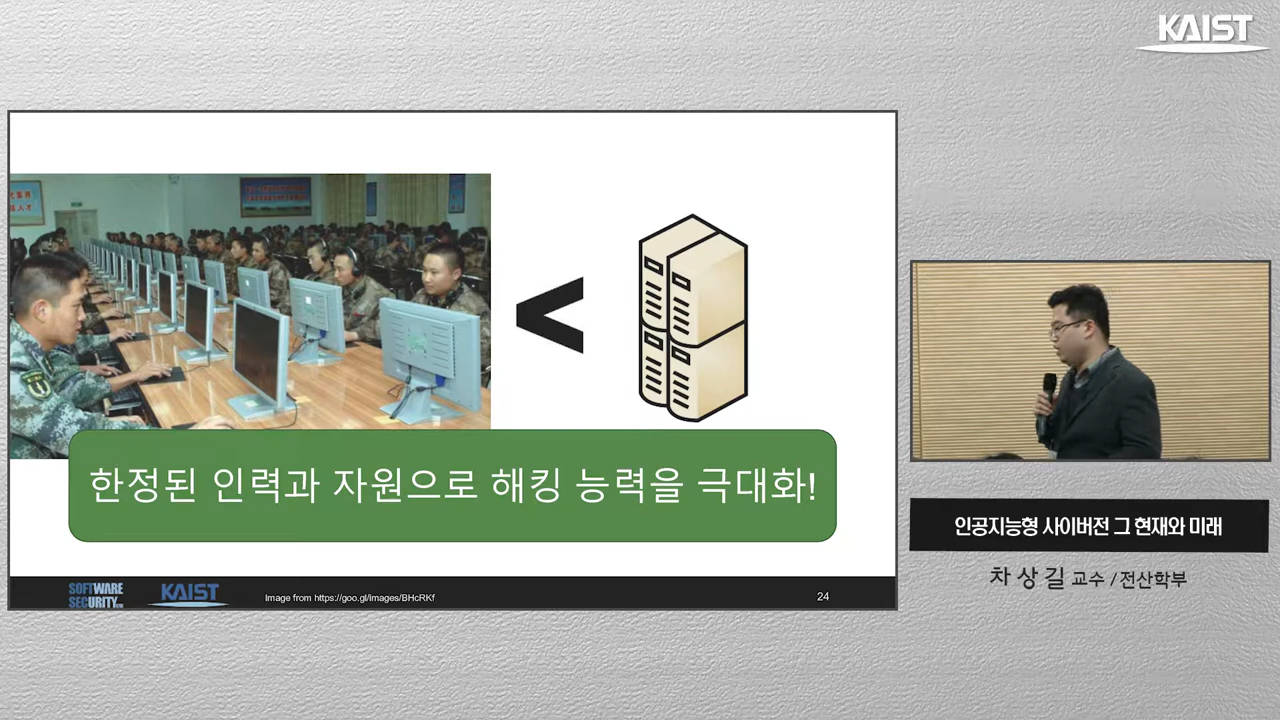 KAIST
<
한정된 인력과 자원으로 해킹 능력을 극대화!
SOFTWARE
SECURITY
KAIST
Image from https://goo.gl/images/BHcRKf
24
인공지능형 사이버전 그 현재와 미래
차상길 교수 / 전산학부